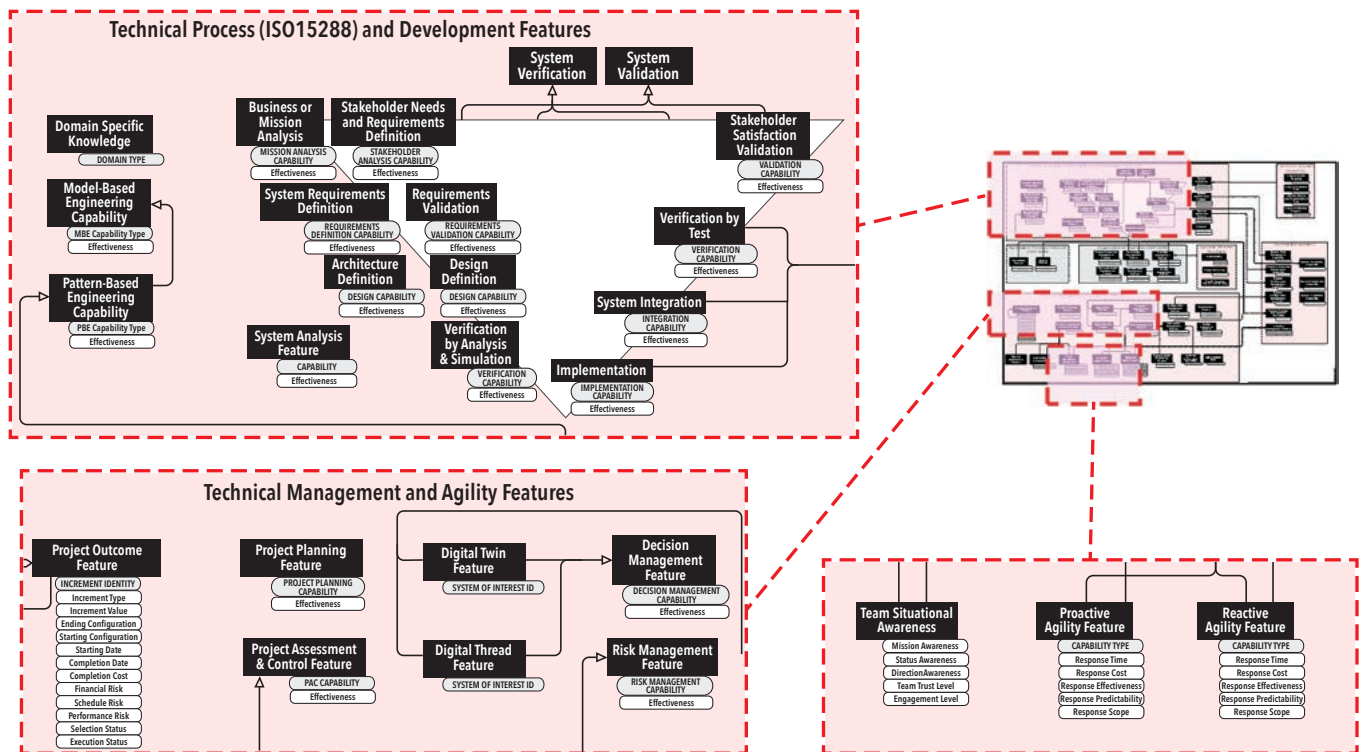 Technical Process (ISO15288) and Development Features
System
Verification
System
Validation
Business or
Mission
Analysis
MISSION ANALYSIS
CAPABILITY
Effectiveness
Stakeholder Needs
and Requirements
Definition
STAKEHOLDER
ANALYSIS CAPABILITY
Effectiveness
Stakeholder
Satisfaction
Validation
VALIDATION
CAPABILITY
Effectiveness
Domain Specific
Knowledge
DOMAIN TYPE
Model-Based
Engineering
Capability
MBE Capability Type
Effectiveness
Pattern-Based
Engineering
Capability
PBE Capability Type
Effectiveness
System Requirements
Definition
REQUIREMENTS
DEFINITION CAPABILITY
Effectiveness
Requirements
Validation
REQUIREMENTS
VALIDATION CAPABILITY
Effectiveness
Architecture
Definition
DESIGN CAPABILITY
Effectiveness
Design
Definition
DESIGN CAPABILITY
Effectiveness
System Analysis
Feature
CAPABILITY
Effectiveness
Verification
by Analysis
& Simulation
VERIFICATION
CAPABILITY
Effectiveness
Verification by
Test
VERIFICATION
CAPABILITY
Effectiveness
System Integration
INTEGRATION
CAPABILITY
Effectiveness
Implementation
IMPLEMENTATION
CAPABILITY
Effectiveness
Technical Management and Agility Features
Project Outcome
Feature
INCREMENT IDENTITY
Increment Type
Increment Value
Ending Configuration
Starting Configuration
Starting Date
Completion Date
Completion Cost
Financial Risk
Schedule Risk
Performance Risk
Selection Status
Execution Status
Project Planning
Feature
PROJECT PLANNING
CAPABILITY
Effectiveness
Project Assessment
& Control Feature
PAC CAPABILITY
Effectiveness
Digital Twin
Feature
SYSTEM OF INTEREST ID
Digital Thread
Feature
SYSTEM OF INTEREST ID
Decision
Management
Feature
DECISION MANAGEMENT
CAPABILITY
Effectiveness
Risk Management
Feature
RISK MANAGEMENT
CAPABILITY
Effectiveness
Team Situational
Awareness
Mission Awareness
Status Awareness
DirectionAwareness
Team Trust Level
Engagement Level
Proactive
Agility Feature
CAPABILITY TYPE
Response Time
Response Cost
Response Effectiveness
Response Predictability
Response Scope
Reactive
Agility Feature
CAPABILITY TYPE
Response Time
Response Cost
Response Effectiveness
Response Predictability
Response Scope